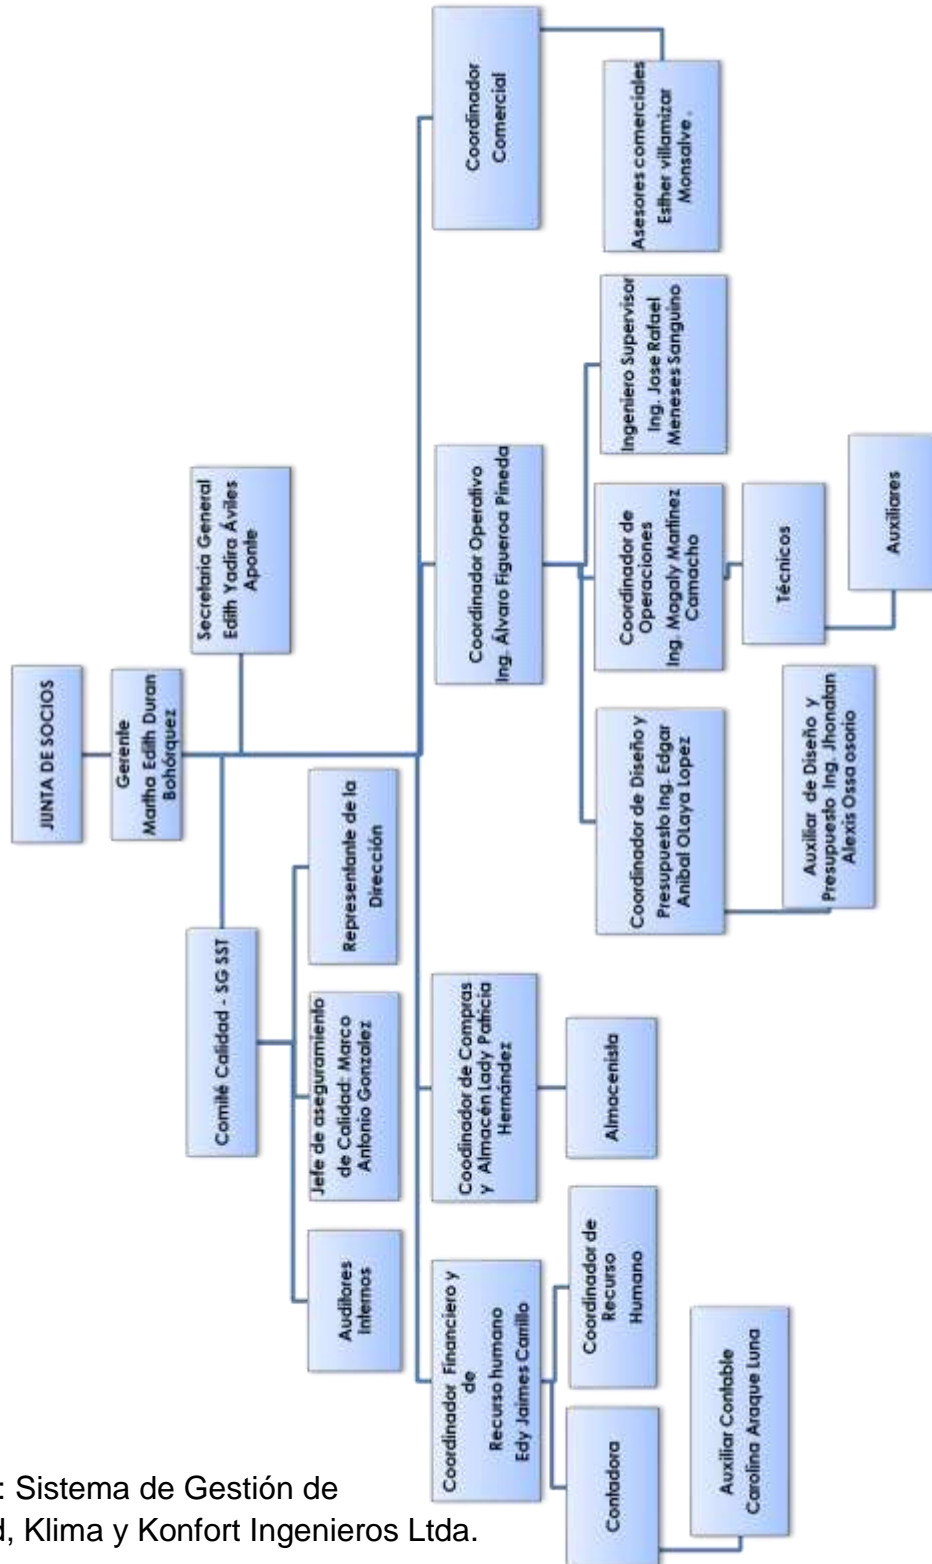 JUNTA DE SOCIOS
Gerente
Martha Edith Duran
Bohórquez
Secretaria General
Edith Yadira Áviles
Aponte
Comité Calidad - SG SST
Auditores
Internos
Jefe de aseguramiento
de Calidad: Marco
Antonio Gonzalez
Representante de la
Dirección
Coordinador Financiero y
de
Recurso humano
Edy Jaimes Carrillo
Coodinador de Compras
y Almacén Lady Patricia
Hernández
Coordinador Operativo
Ing. Álvaro Figueroa Pineda
Coordinador
Comercial
Contadora
Coordinador de
Recurso
Humano
Almacenista
Coordinador de Diseño y
Presupuesto Ing. Edgar
Anibal OLaya Lopez
Coordinador de
Operaciones
Ing. Magaly Martínez
Camacho
Ingeniero Supervisor
Ing. Jose Rafael
Meneses Sanguino
Asesores comerciales
Esther villamizar
Monsalve .
Auxiliar Contable
Carolina Araque Luna
Auxiliar de Diseño y
Presupuesto Ing. Jhonatan
Alexis Ossa osorio
Técnicos
Auxiliares
: Sistema de Gestión de
, Klima y Konfort Ingenieros Ltda.